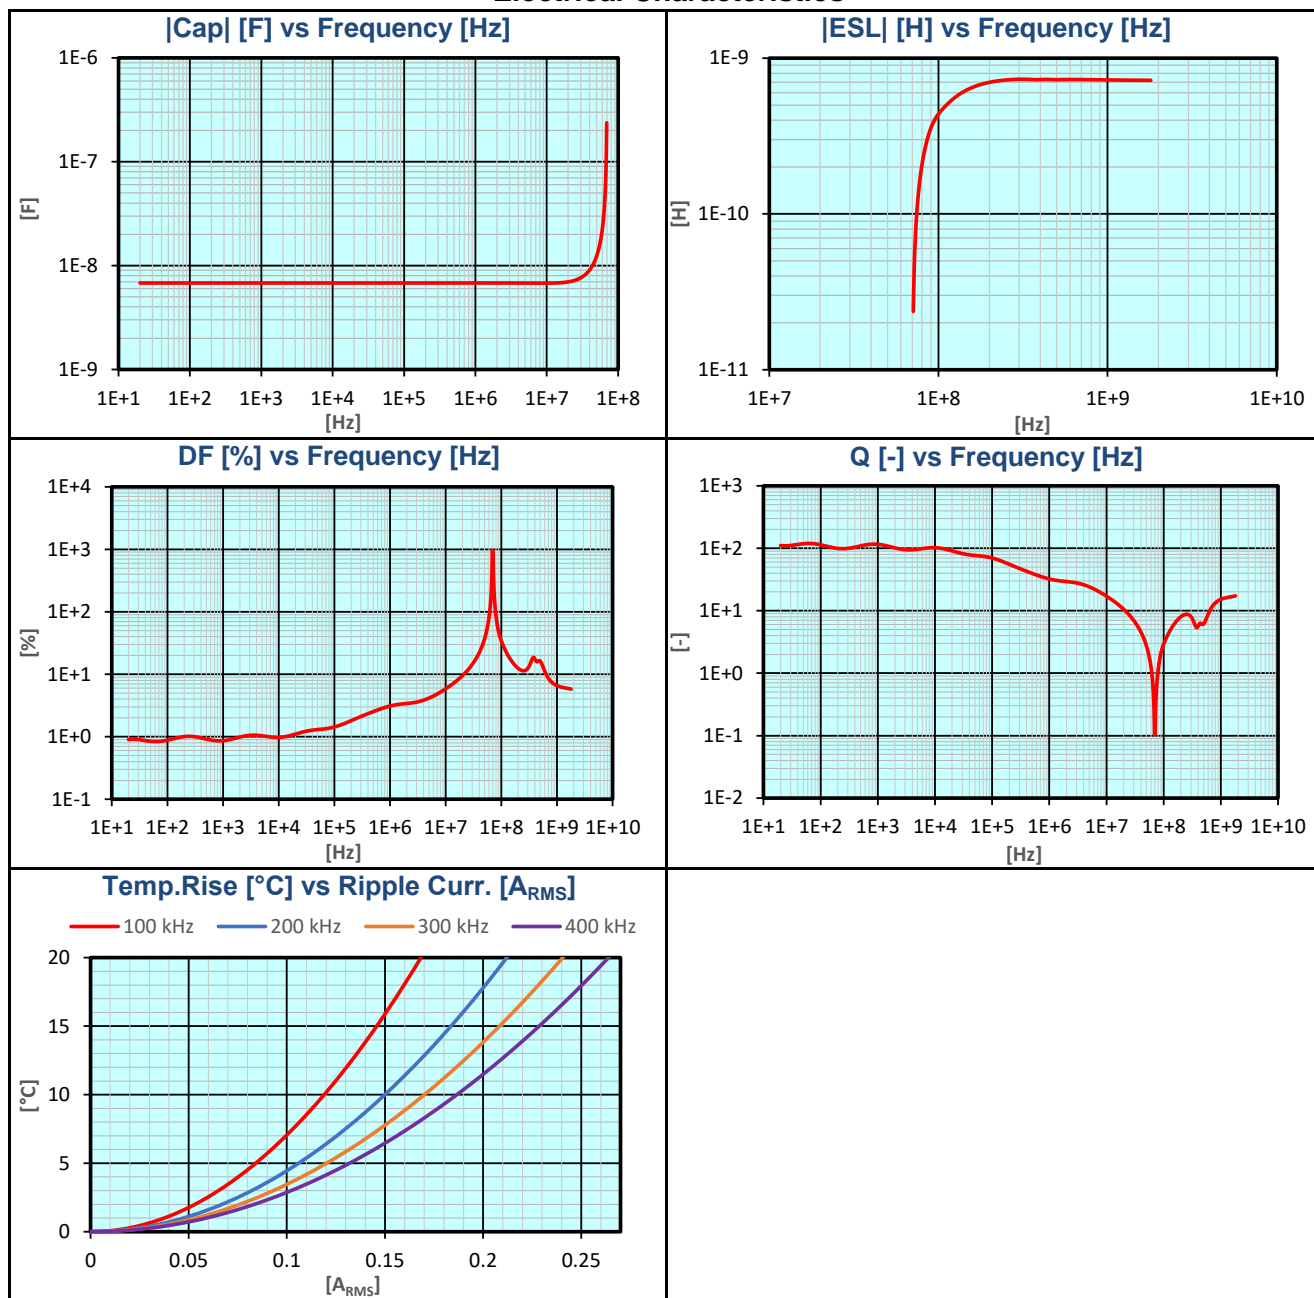 |Cap| [F] vs Frequency [Hz]
1E-6
1E-7
1E-8
1E-9
[F]
1E+1 1E+2 1E+3 1E+4 1E+5 1E+6 1E+7 1E+8
[Hz]
|ESL| [H] vs Frequency [Hz]
1E-9
1E-10
1E-11
[H]
1E+7 1E+8 1E+9 1E+10
[Hz]
DF [%] vs Frequency [Hz]
1E+4
1E+3
1E+2
1E+1
1E+0
1E-1
[%]
1E+1 1E+2 1E+3 1E+4 1E+5 1E+6 1E+7 1E+8 1E+9 1E+10
[Hz]
Q [-] vs Frequency [Hz]
1E+3
1E+2
1E+1
1E+0
1E-1
1E-2
[-]
1E+1 1E+2 1E+3 1E+4 1E+5 1E+6 1E+7 1E+8 1E+9 1E+10
[Hz]
Temp.Rise [°C] vs Ripple Curr. [ARMS]
100 kHz 200 kHz 300 kHz 400 kHz
20
15
10
5
0
[°C]
0 0.05 0.1 0.15 0.2 0.25
[ARMS]